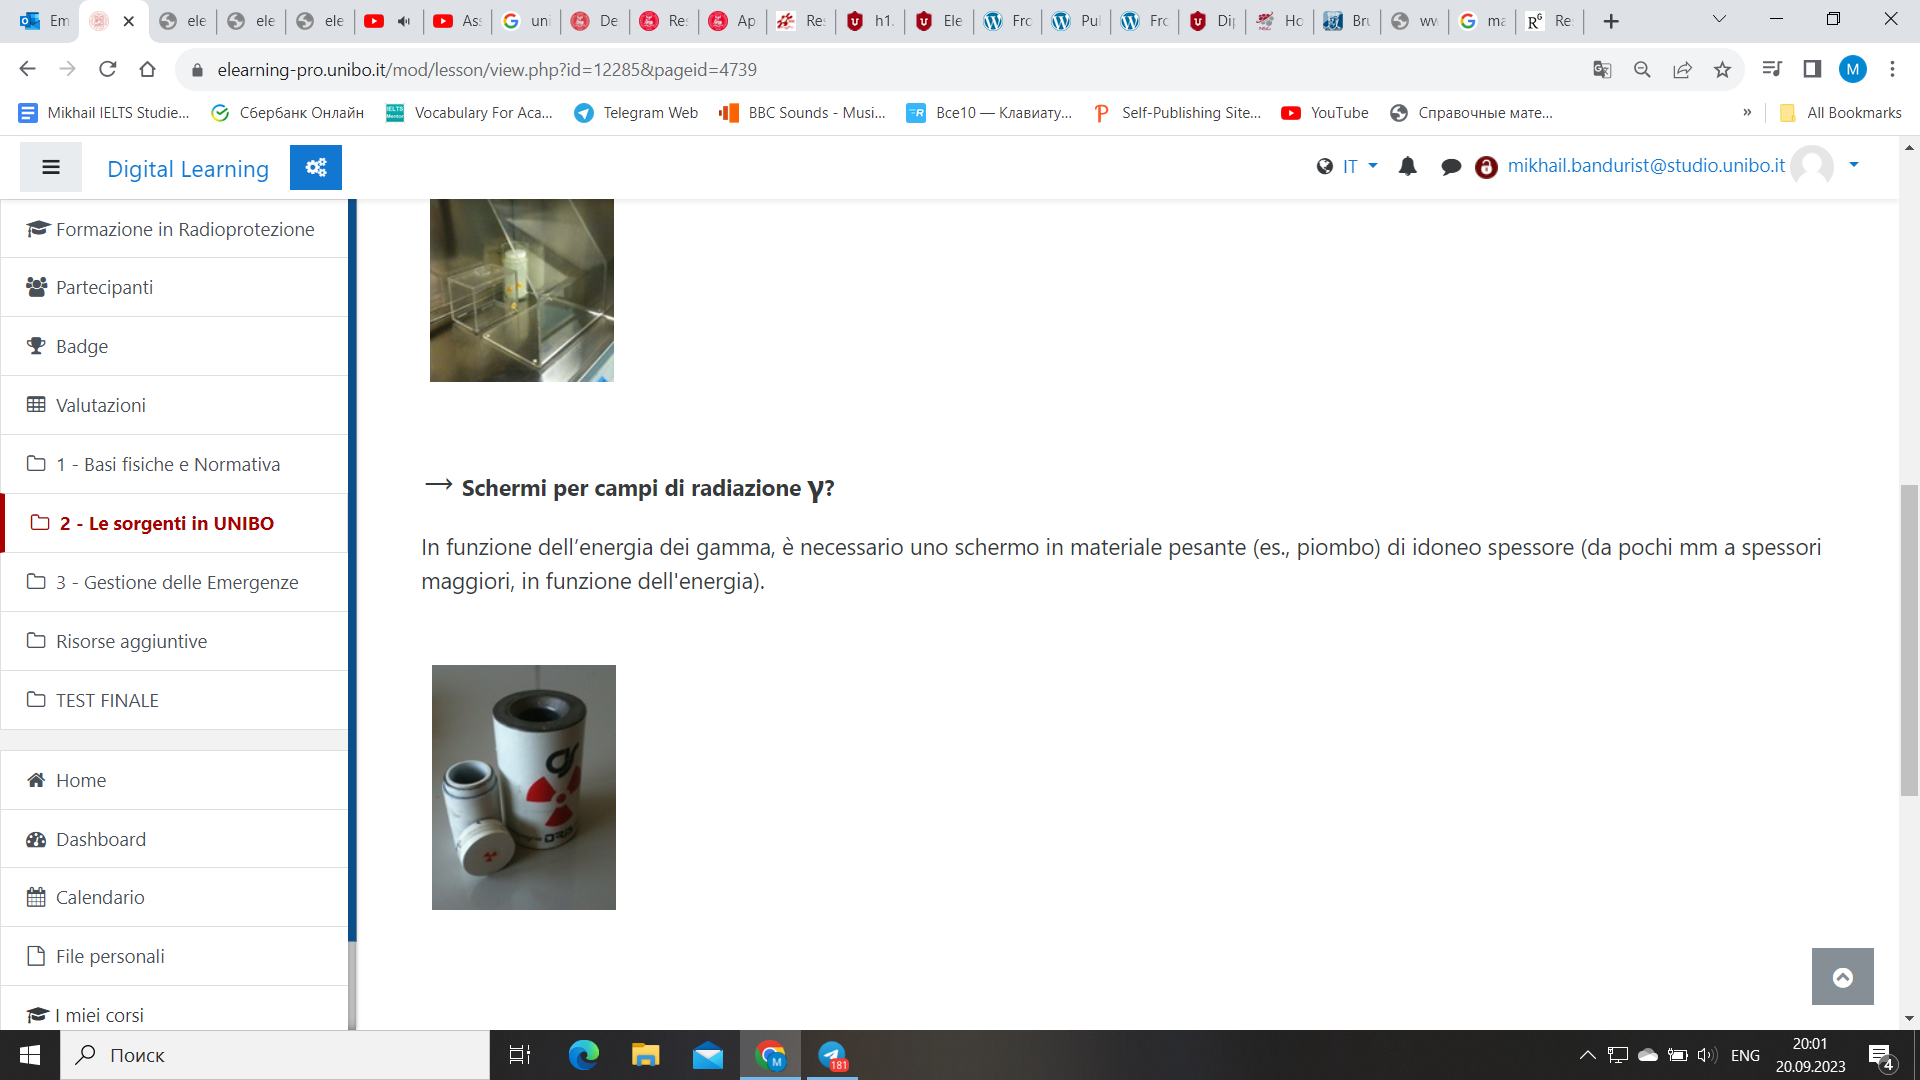 Em
ele
ele
ele
Ass
uni
De
Re
Ap
Res
h1.
Ele
Fro
Pul
Fro
Dip
Ho
Bru
ww
ma
Re
elearning-pro.unibo.it/mod/lesson/view.php?id=12285&pageid=4739
M
Mikhail IELTS Studie...
Сбербанк Онлайн
Vocabulary For Aca...
Telegram Web
BBC Sounds - Musi...
Все10 — Клавиату...
Self-Publishing Site...
YouTube
Справочные мате...
»
All Bookmarks
Digital Learning
IT
mikhail.bandurist@studio.unibo.it
Formazione in Radioprotezione
Partecipanti
Badge
Valutazioni
1 - Basi fisiche e Normativa
2 - Le sorgenti in UNIBO
3 - Gestione delle Emergenze
Risorse aggiuntive
TEST FINALE
Home
Dashboard
Calendario
File personali
I miei corsi
→ Schermi per campi di radiazione γ?
In funzione dell’energia dei gamma, è necessario uno schermo in materiale pesante (es., piombo) di idoneo spessore (da pochi mm a spessori
maggiori, in funzione dell'energia).
Поиск
M
181
ENG
20:01
20.09.2023
4